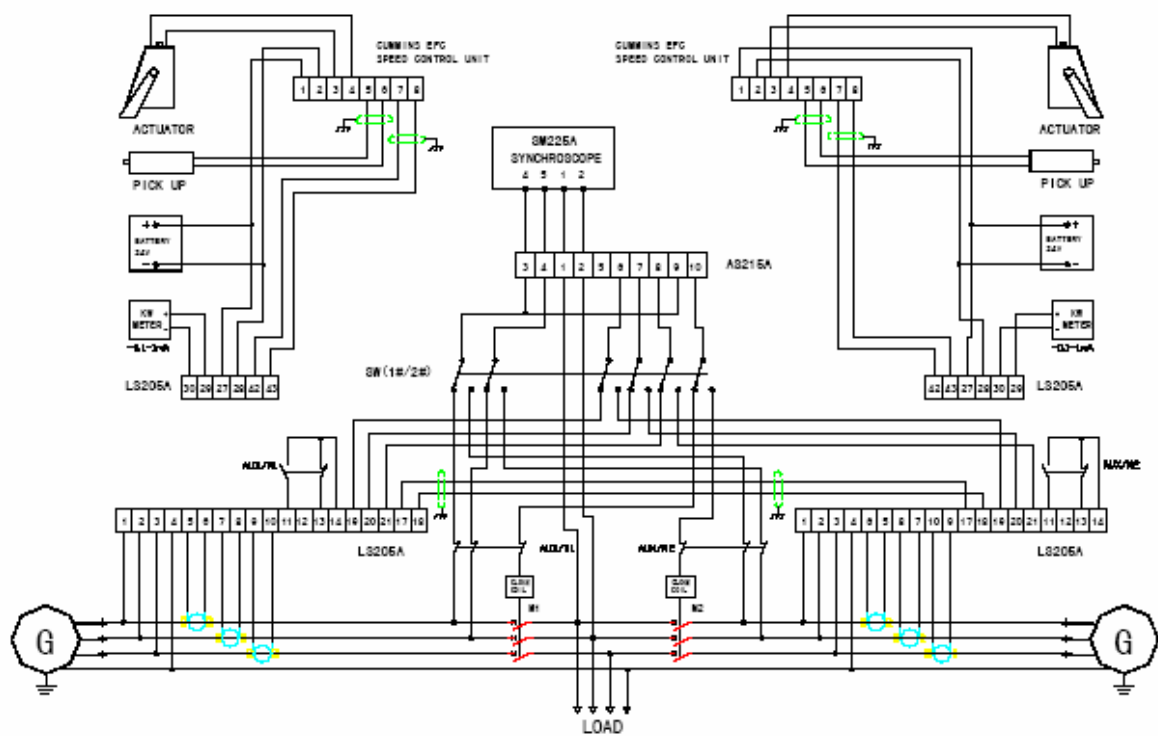 CUMMINS EFC
SPEED CONTROL UNIT
1 2 3 4 5 6 7 8
ACTUATOR
PICK UP
BATTERY
24V
+
-
KW
METER
+
-
30 29 27 28 42 43
LS205A
SM225A
SYNCHROSCOPE
4 5 1 2
3 4 1 2 5 6 7 8 9 10
AS215A
SW(1#/2#)
CUMMINS EFC
SPEED CONTROL UNIT
1 2 3 4 5 6 7 8
ACTUATOR
PICK UP
BATTERY
24V
+
-
KW
METER
+
-
42 43 27 28 30 29
LS205A
1 2 3 4 5 6 7 8 9 10 11 12 13 14 19 20 21 17 18
LS205A
CLOSE
COIL
M1
CLOSE
COIL
M2
1 2 3 4 5 6 7 8 10 9 17 18 19 20 21 11 12 13 14
LS205A
G
G
LOAD